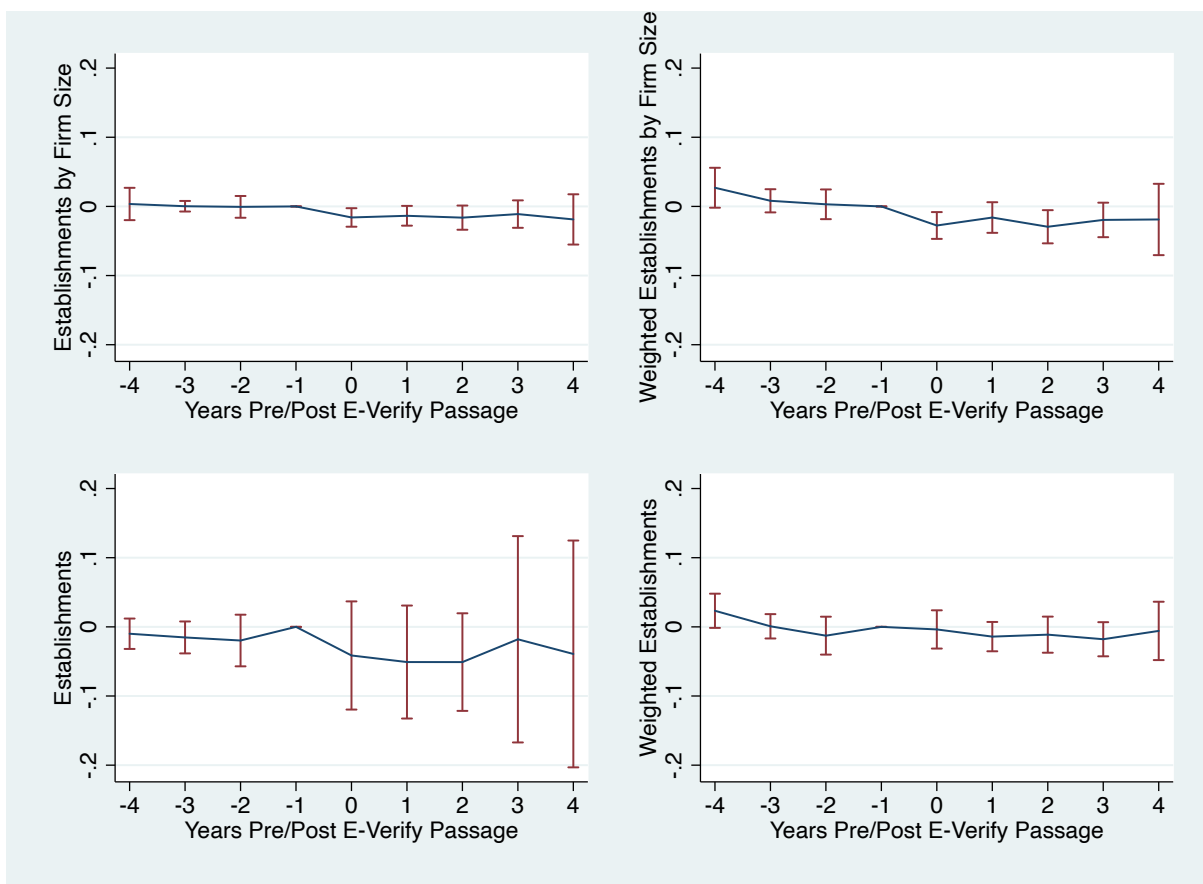 Establishments by Firm Size
.2
.1
0
-.1
-.2
-4 -3 -2 -1 0 1 2 3 4
Years Pre/Post E-Verify Passage
Weighted Establishments by Firm Size
.2
.1
0
-.1
-.2
-4 -3 -2 -1 0 1 2 3 4
Years Pre/Post E-Verify Passage
Establishments
.2
.1
0
-.1
-.2
-4 -3 -2 -1 0 1 2 3 4
Years Pre/Post E-Verify Passage
Weighted Establishments
.2
.1
0
-.1
-.2
-4 -3 -2 -1 0 1 2 3 4
Years Pre/Post E-Verify Passage